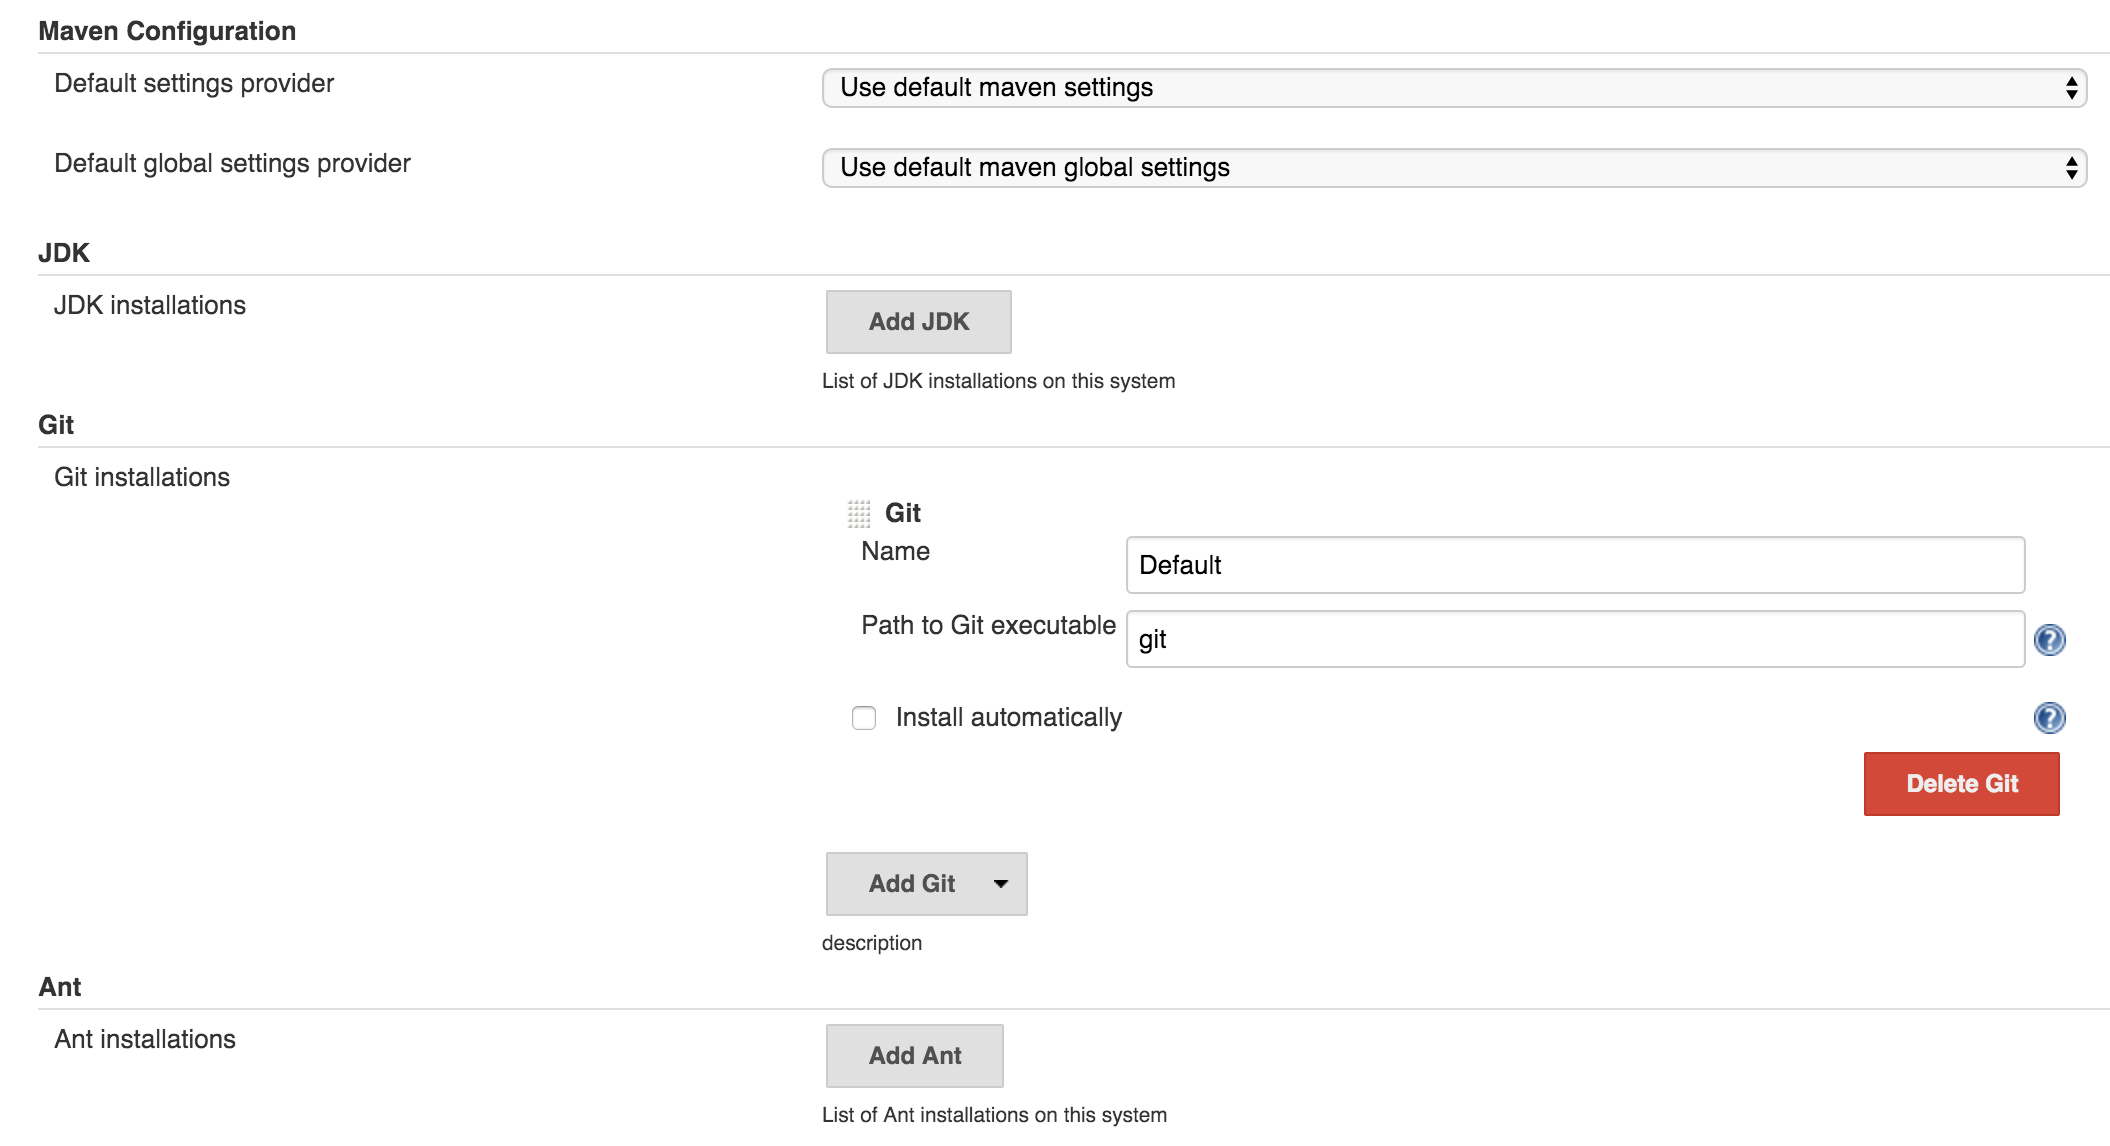 Maven Configuration
Default settings provider
Use default maven settings
Default global settings provider
Use default maven global settings
JDK
JDK installations
Add JDK
List of JDK installations on this system
Git
Git installations
Git
Name
Default
Path to Git executable
git
?
Install automatically
?
Delete Git
Add Git
description
Ant
Ant installations
Add Ant
List of Ant installations on this system